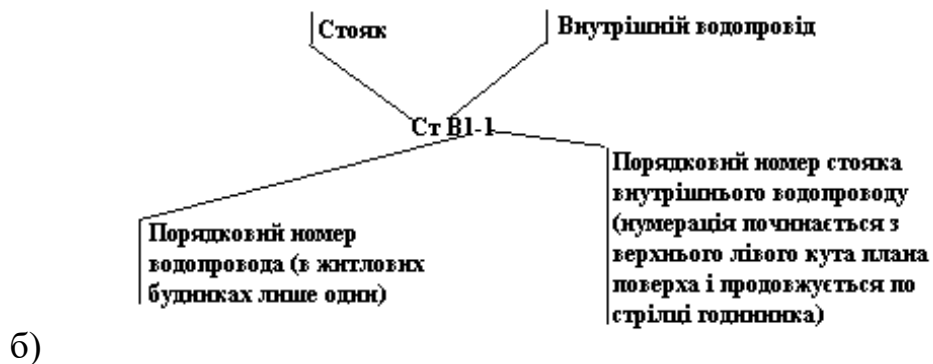 Стояк
Внутрішній водопровід
Ст В1-1
Порядковий номер
водопровода (в житлових
будинках лише один)
Порядковий номер стояка
внутрішнього водопроводу
(нумерація починається з
верхнього лівого кута плана
поверха і продовжується по
стрілці годинника)
б)